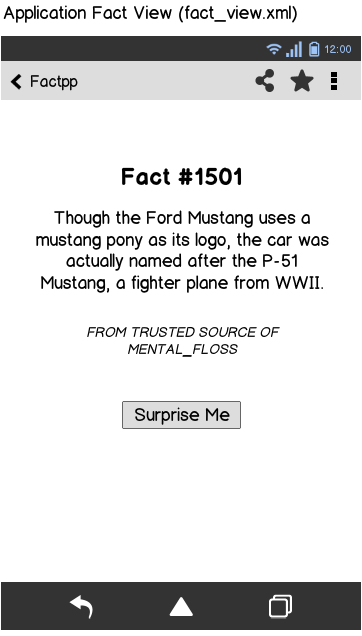 Application Fact View (fact_view.xml)
12:00
Factpp
Fact #1501
Though the Ford Mustang uses a
mustang pony as its logo, the car was
actually named after the P-51
Mustang, a fighter plane from WWII.
FROM TRUSTED SOURCE OF
MENTAL_FLOSS
Surprise Me